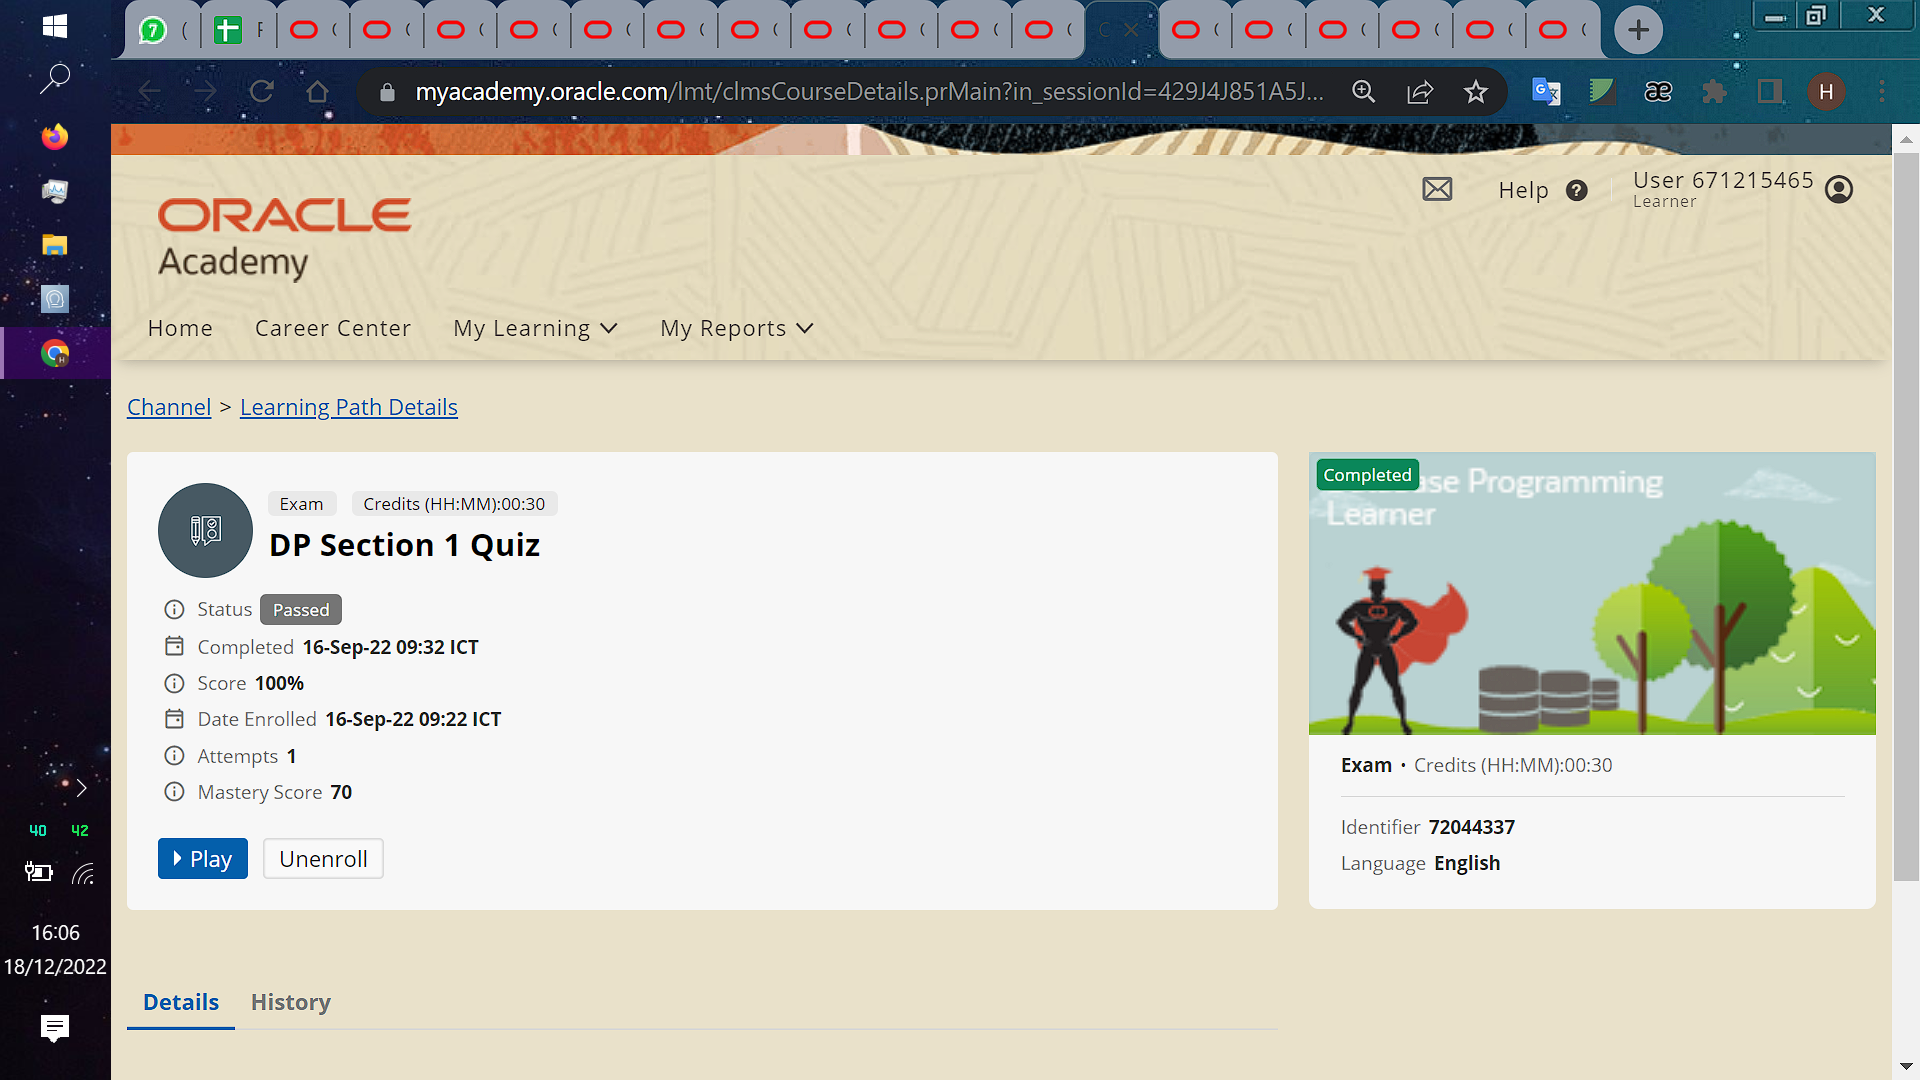 myacademy.oracle.com/lmt/clmsCourseDetails.prMain?in_sessionId=429J4J851A5J...
H
ORACLE
Academy
Help
User 671215465
Learner
Home
Career Center
My Learning
My Reports
Channel > Learning Path Details
Exam
Credits (HH:MM):00:30
DP Section 1 Quiz
Status Passed
Completed 16-Sep-22 09:32 ICT
Score 100%
Date Enrolled 16-Sep-22 09:22 ICT
Attempts 1
Mastery Score 70
Play
Unenroll
Completed
Programming
Learner
Exam • Credits (HH:MM):00:30
Identifier 72044337
Language English
Details
History
40 42
16:06
18/12/2022